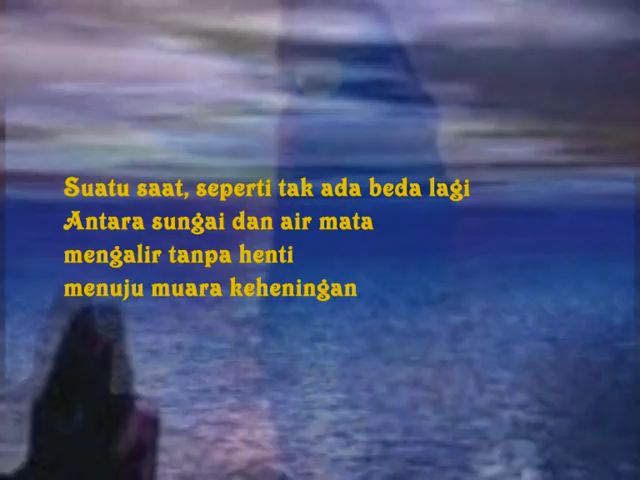 Suatu saat, seperti tak ada beda lagi
Antara sungai dan air mata
mengalir tanpa henti
menuju muara keheningan